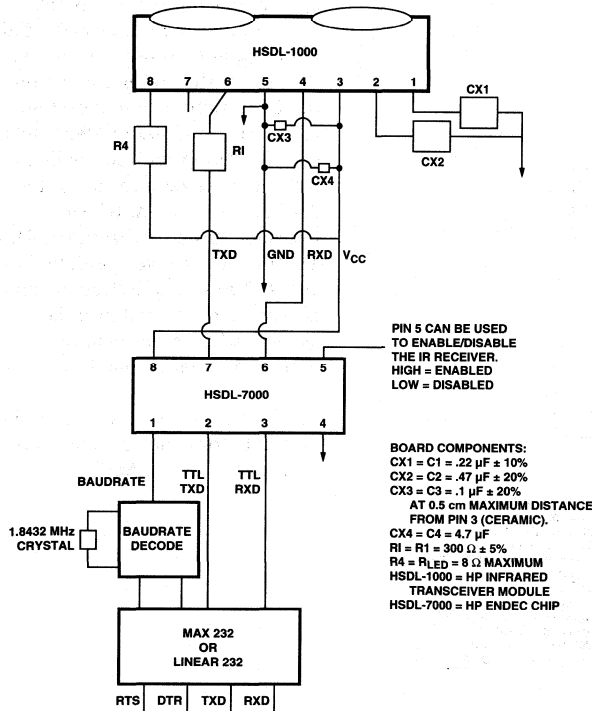 HSDL-1000
8 7 6 5 4 3 2 1
CX1
R4
RI
CX3
CX2
CX4
TXD GND RXD VCC
8 7 6 5
HSDL-7000
1 2 3 4
PIN 5 CAN BE USED
TO ENABLE/DISABLE
THE IR RECEIVER.
HIGH = ENABLED
LOW = DISABLED
BAUDRATE
TTL
TXD
TTL
RXD
1.8432 MHz
CRYSTAL
BAUDRATE
DECODE
BOARD COMPONENTS:
CX1 = C1 = .22 µF ± 10%
CX2 = C2 = .47 µF ± 20%
CX3 = C3 = .1 µF ± 20%
AT 0.5 cm MAXIMUM DISTANCE
FROM PIN 3 (CERAMIC).
CX4 = C4 = 4.7 µF
RI = R1 = 300 Ω ± 5%
R4 = RLED = 8 Ω MAXIMUM
HSDL-1000 = HP INFRARED
TRANSCEIVER MODULE
HSDL-7000 = HP ENDEC CHIP
MAX 232
OR
LINEAR 232
RTS DTR TXD RXD